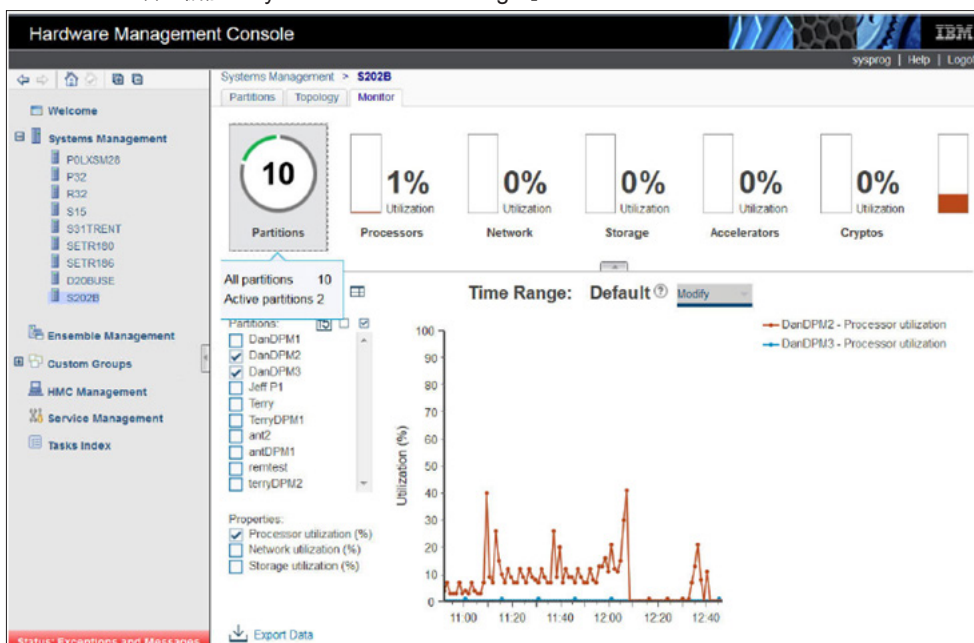 Hardware Management Console
IBM
sysprog | Help |
Systems Management > S202B
Partitions Topology Monitor
Welcome
Systems Management
P0LXSM28
P32
R32
S15
S31TRENT
SETR180
SETR186
D20BUSE
S202B
Ensemble Management
Custom Groups
HMC Management
Service Management
Tasks Index
Status: Exceptions and Messages
10
Partitions
1%
Utilization
Processors
0%
Utilization
Network
0%
Utilization
Storage
0%
Utilization
Accelerators
0%
Utilization
Cryptos
All partitions 10
Active partitions 2
Time Range: Default Modify
Partitions:
DanDPM1
DanDPM2
DanDPM3
Jeff P1
Terry
TerryDPM1
ant2
antDPM1
remtest
terryDPM2
Properties:
Processor utilization (%)
Network utilization (%)
Storage utilization (%)
Export Data
DanDPM2 - Processor utilization
DanDPM3 - Processor utilization
Utilization (%)
100
90
80
70
60
50
40
30
20
10
0
11:00 11:20 11:40 12:00 12:20 12:40